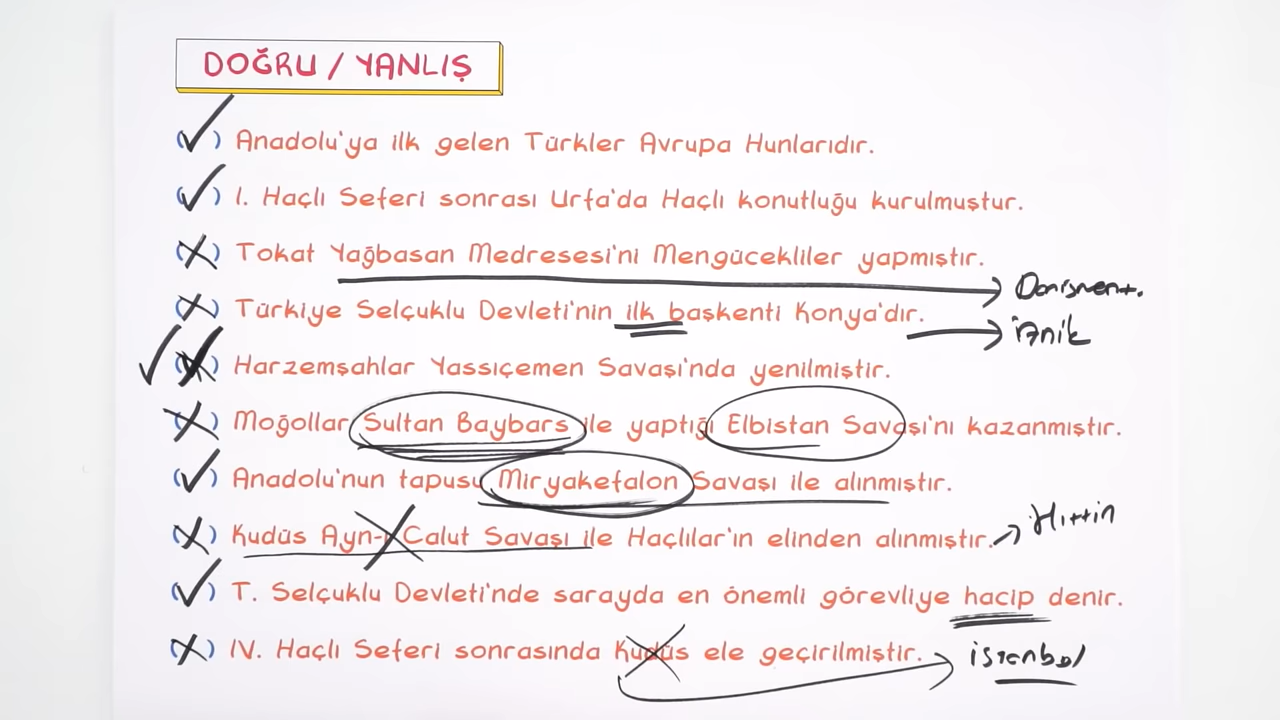 DOĞRU / YANLIŞ
(✓) Anadolu'ya ilk gelen Türkler Avrupa Hunlarıdır.
(✓) I. Haçlı Seferi sonrası Urfa'da Haçlı konutluğu kurulmuştur.
(X) Tokat Yağbasan Medresesi'ni Mengücekliler yapmıştır. → Danişment.
(X) Türkiye Selçuklu Devleti'nin ilk başkenti Konya'dır. → iznik
✓ (X) Harzemşahlar Yassıçemen Savaşı'nda yenilmiştir.
(X) Moğollar Sultan Baybars ile yaptığı Elbistan Savaşı'nı kazanmıştır.
(✓) Anadolu'nun tapusu Miryakefalon Savaşı ile alınmıştır.
(X) Kudüs Ayn-ı Calut Savaşı ile Haçlılar'ın elinden alınmıştır. → Hıttin
(✓) T. Selçuklu Devleti'nde sarayda en önemli görevliye hacip denir.
(X) IV. Haçlı Seferi sonrasında Kudüs ele geçirilmiştir. → istanbul